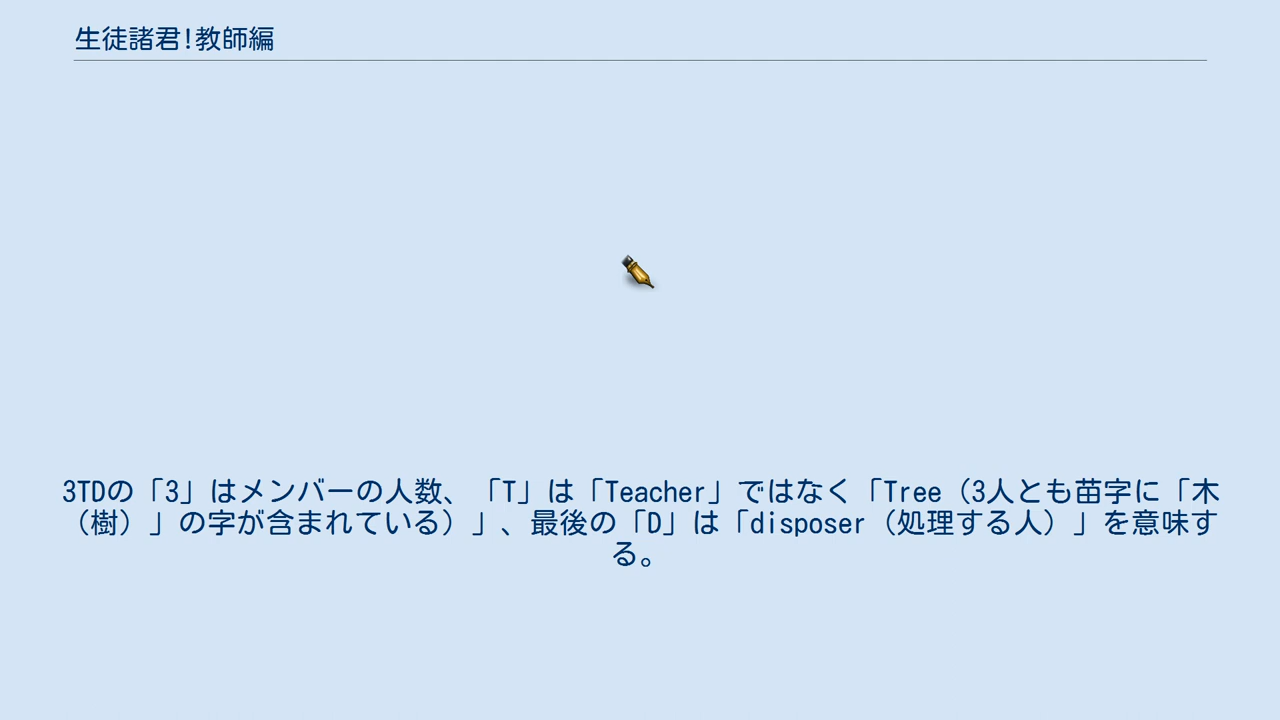 生徒諸君!教師編
3TDの「3」はメンバーの人数、「T」は「Teacher」ではなく「Tree（3人とも苗字に「木
（樹）」の字が含まれている）」、最後の「D」は「disposer（処理する人）」を意味す
る。